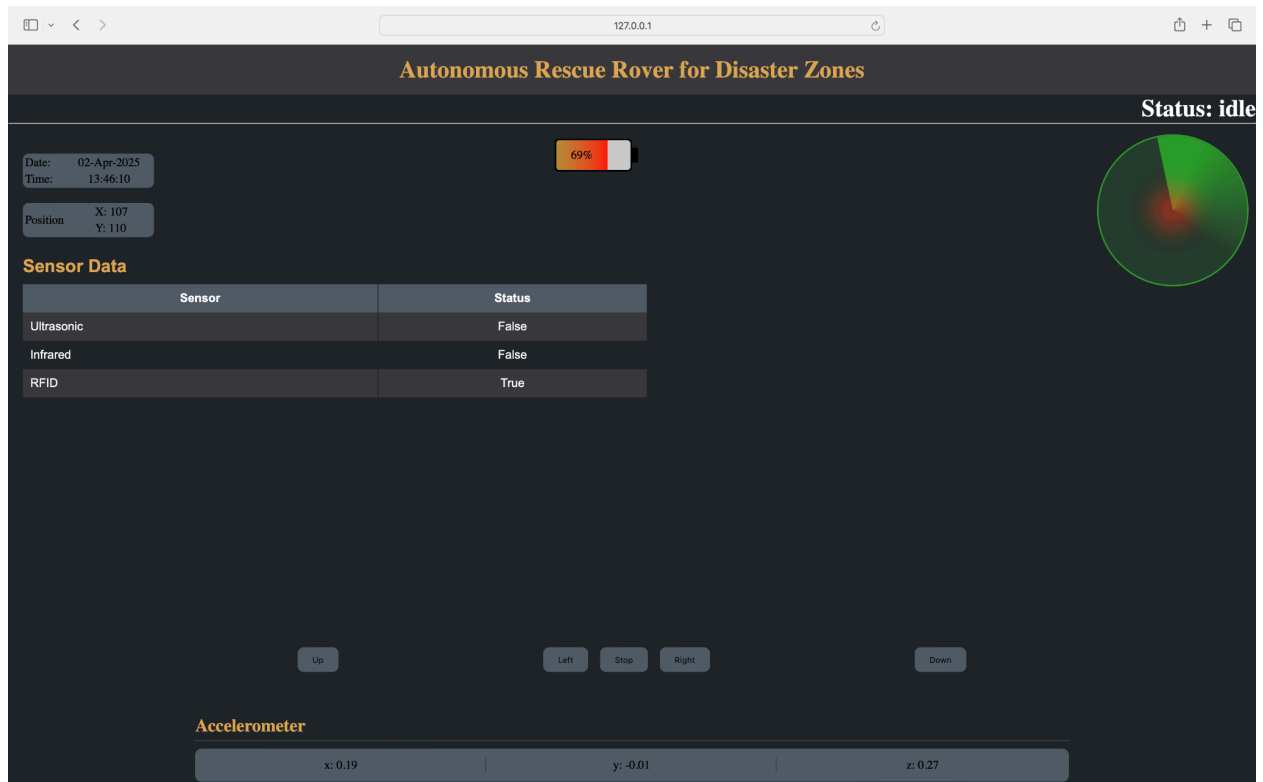 127.0.0.1
Autonomous Rescue Rover for Disaster Zones
Status: idle
69%
Date: 02-Apr-2025
Time: 13:46:10
Position X: 107
Y: 110
Sensor Data
Sensor Status
Ultrasonic False
Infrared False
RFID True
Up Left Stop Right Down
Accelerometer
x: 0.19 y: -0.01 z: 0.27